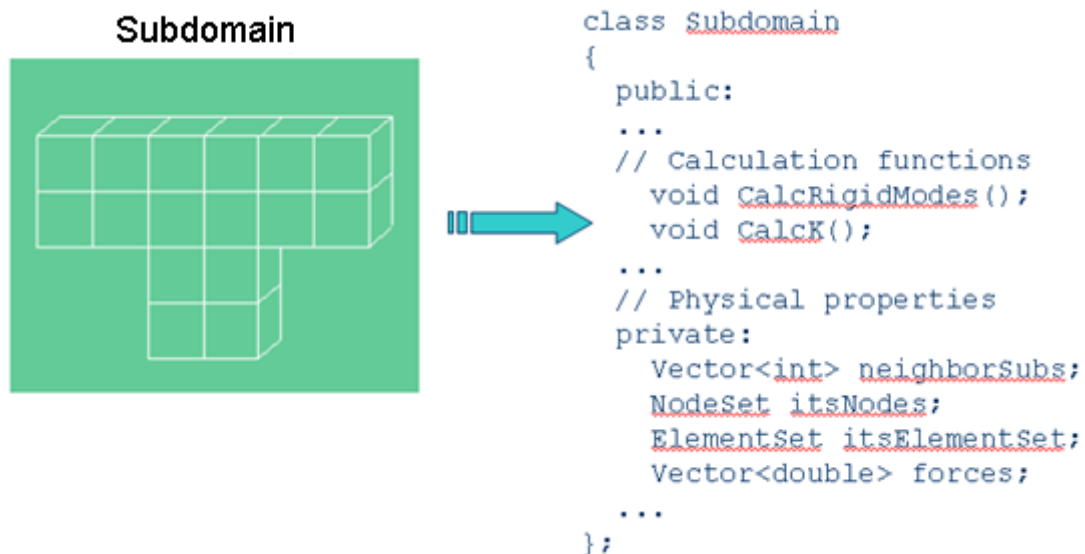 Subdomain
class Subdomain
{
public:
...
// Calculation functions
void CalcRigidModes();
void CalcK();
...
// Physical properties
private:
Vector<int> neighborSubs;
NodeSet itsNodes;
ElementSet itsElementSet;
Vector<double> forces;
...
};